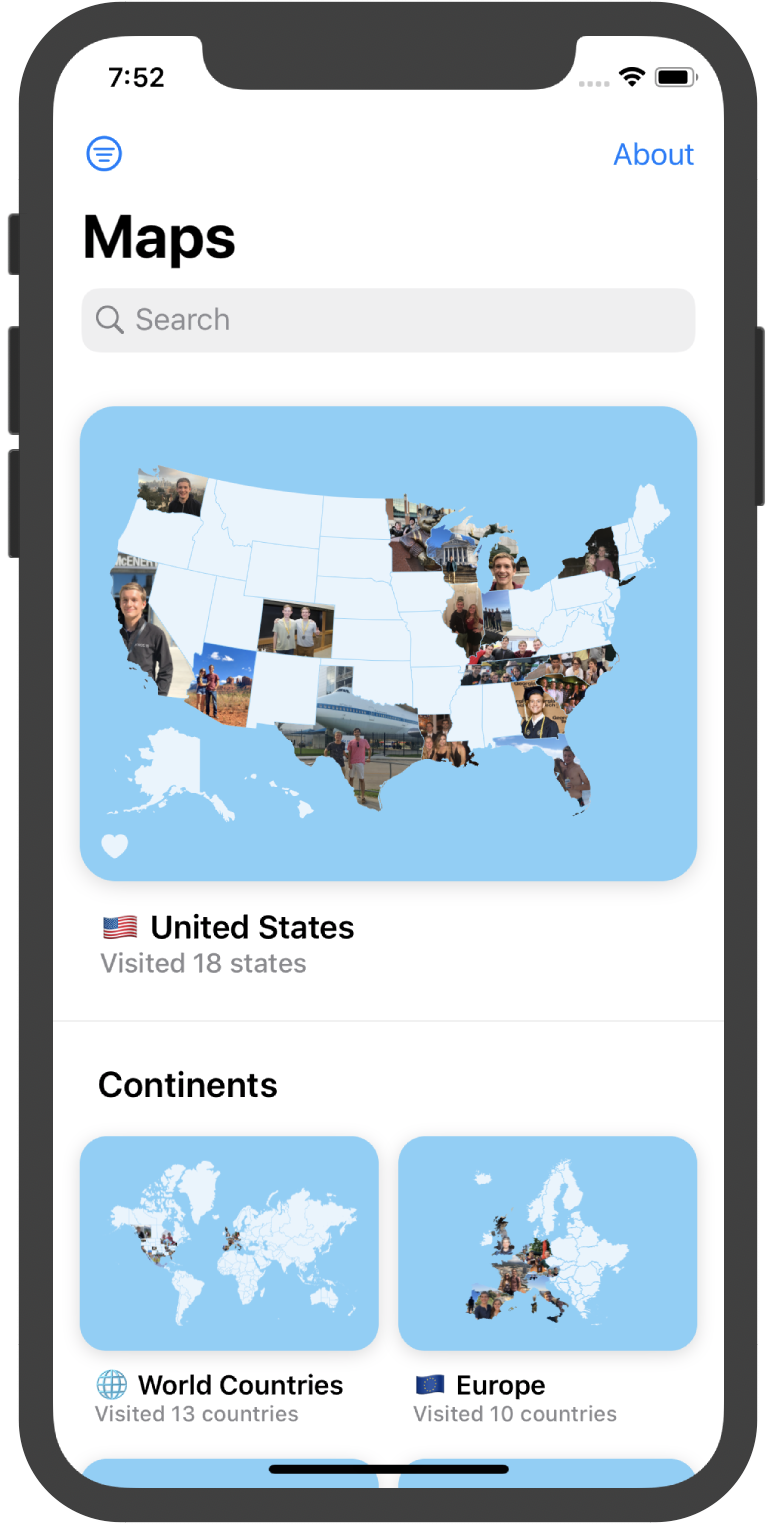 7:52
About
Maps
Search
United States
Visited 18 states
Continents
World Countries
Visited 13 countries
Europe
Visited 10 countries